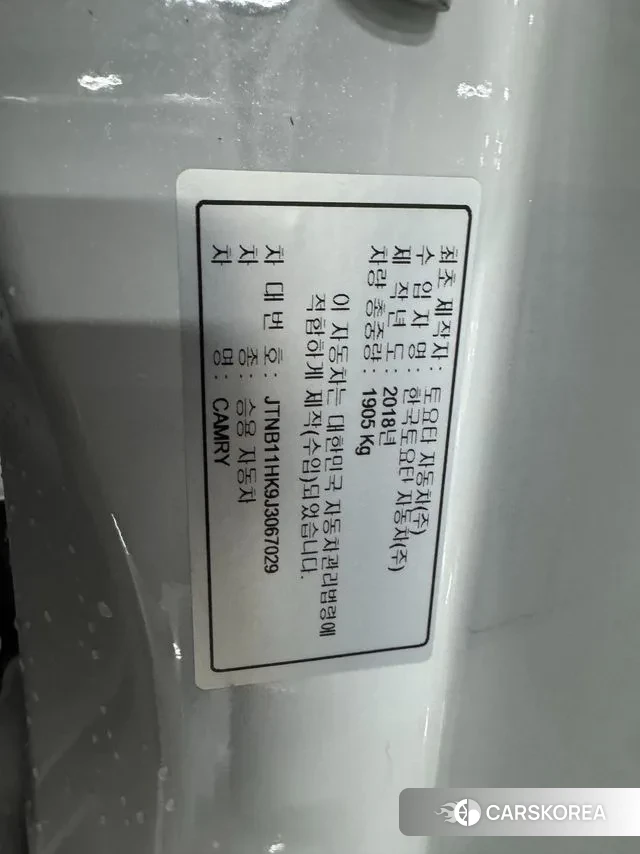 최초 제작자 : 토요타 자동차(주)
수 입 자 명 : 한국토요타 자동차(주)
제 작 년 도 : 2018년
차량 총중량 : 1905 Kg
이 자동차는 대한민국 자동차관리법령에
적합하게 제작(수입)되었습니다.
차 대 번 호 : JTNB11HK9J3067029
차 종 : 승용 자동차
차 명 : CAMRY
CARSKOREA